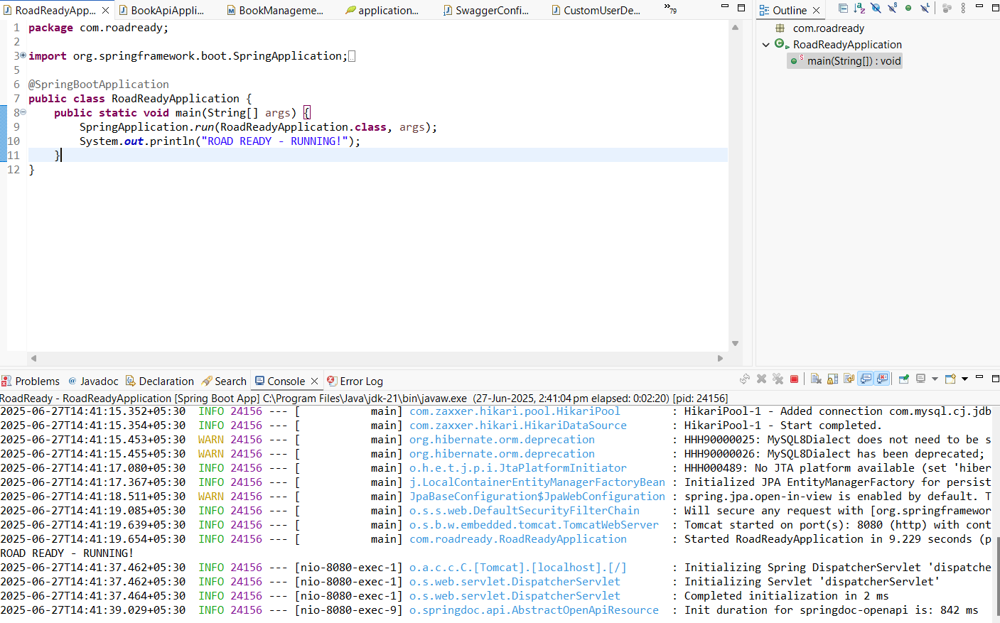 RoadReadyApp...
BookApiAppli...
BookManageme...
application...
SwaggerConfi...
CustomUserDe...
79
Outline
1 package com.roadready;
2
3 import org.springframework.boot.SpringApplication;
5
6 @SpringBootApplication
7 public class RoadReadyApplication {
8 public static void main(String[] args) {
9 SpringApplication.run(RoadReadyApplication.class, args);
10 System.out.println("ROAD READY - RUNNING!");
11 }
12 }
com.roadready
RoadReadyApplication
main(String[]) : void
Problems @ Javadoc Declaration Search Console Error Log
RoadReady - RoadReadyApplication [Spring Boot App] C:\Program Files\Java\jdk-21\bin\javaw.exe (27-Jun-2025, 2:41:04 pm elapsed: 0:02:20) [pid: 24156]
2025-06-27T14:41:15.352+05:30 INFO 24156 --- [ main] com.zaxxer.hikari.pool.HikariPool : HikariPool-1 - Added connection com.mysql.cj.jdb
2025-06-27T14:41:15.354+05:30 INFO 24156 --- [ main] com.zaxxer.hikari.HikariDataSource : HikariPool-1 - Start completed.
2025-06-27T14:41:15.453+05:30 WARN 24156 --- [ main] org.hibernate.orm.deprecation : HHH90000025: MySQL8Dialect does not need to be s
2025-06-27T14:41:15.455+05:30 WARN 24156 --- [ main] org.hibernate.orm.deprecation : HHH90000026: MySQL8Dialect has been deprecated;
2025-06-27T14:41:17.080+05:30 INFO 24156 --- [ main] o.h.e.t.j.p.i.JtaPlatformInitiator : HHH000489: No JTA platform available (set 'hiber
2025-06-27T14:41:17.367+05:30 INFO 24156 --- [ main] j.LocalContainerEntityManagerFactoryBean : Initialized JPA EntityManagerFactory for persist
2025-06-27T14:41:18.511+05:30 WARN 24156 --- [ main] JpaBaseConfiguration$JpaWebConfiguration : spring.jpa.open-in-view is enabled by default. T
2025-06-27T14:41:19.085+05:30 INFO 24156 --- [ main] o.s.s.web.DefaultSecurityFilterChain : Will secure any request with [org.springframewor
2025-06-27T14:41:19.639+05:30 INFO 24156 --- [ main] o.s.b.w.embedded.tomcat.TomcatWebServer : Tomcat started on port(s): 8080 (http) with cont
2025-06-27T14:41:19.654+05:30 INFO 24156 --- [ main] com.roadready.RoadReadyApplication : Started RoadReadyApplication in 9.229 seconds (p
ROAD READY - RUNNING!
2025-06-27T14:41:37.462+05:30 INFO 24156 --- [nio-8080-exec-1] o.a.c.c.C.[Tomcat].[localhost].[/] : Initializing Spring DispatcherServlet 'dispatche
2025-06-27T14:41:37.462+05:30 INFO 24156 --- [nio-8080-exec-1] o.s.web.servlet.DispatcherServlet : Initializing Servlet 'dispatcherServlet'
2025-06-27T14:41:37.464+05:30 INFO 24156 --- [nio-8080-exec-1] o.s.web.servlet.DispatcherServlet : Completed initialization in 2 ms
2025-06-27T14:41:39.029+05:30 INFO 24156 --- [nio-8080-exec-9] o.springdoc.api.AbstractOpenApiResource : Init duration for springdoc-openapi is: 842 ms